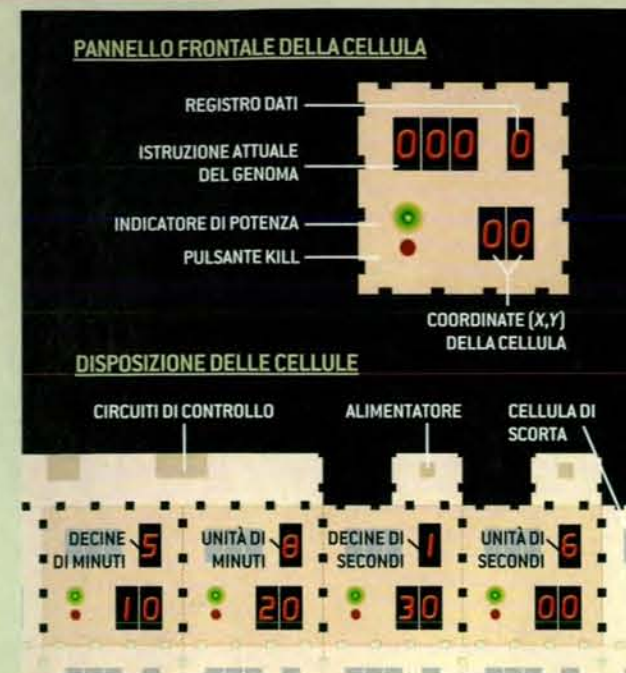 PANNELLO FRONTALE DELLA CELLULA
REGISTRO DATI
000 0
ISTRUZIONE ATTUALE
DEL GENOMA
INDICATORE DI POTENZA
00
PULSANTE KILL
COORDINATE (X,Y)
DELLA CELLULA
DISPOSIZIONE DELLE CELLULE
CIRCUITI DI CONTROLLO
ALIMENTATORE
CELLULA DI
SCORTA
DECINE
DI MINUTI
5
10
UNITÀ DI
MINUTI
8
20
DECINE DI
SECONDI
1
30
UNITÀ DI
SECONDI
6
00